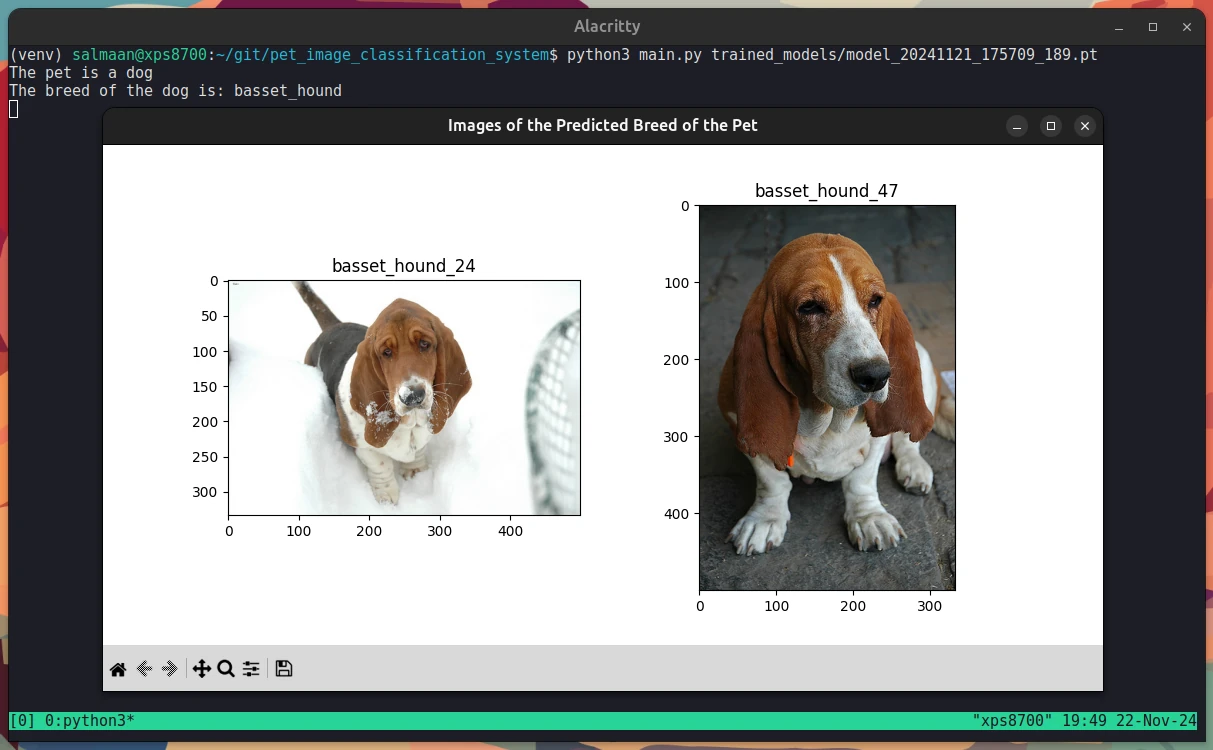 Alacritty
(venv) salmaan@xps8700:~/git/pet_image_classification_system$ python3 main.py trained_models/model_20241121_175709_189.pt
The pet is a dog
The breed of the dog is: basset_hound
Images of the Predicted Breed of the Pet
basset_hound_24
0
50
100
150
200
250
300
0 100 200 300 400
basset_hound_47
0
100
200
300
400
0 100 200 300
[0] 0:python3* "xps8700" 19:49 22-Nov-24